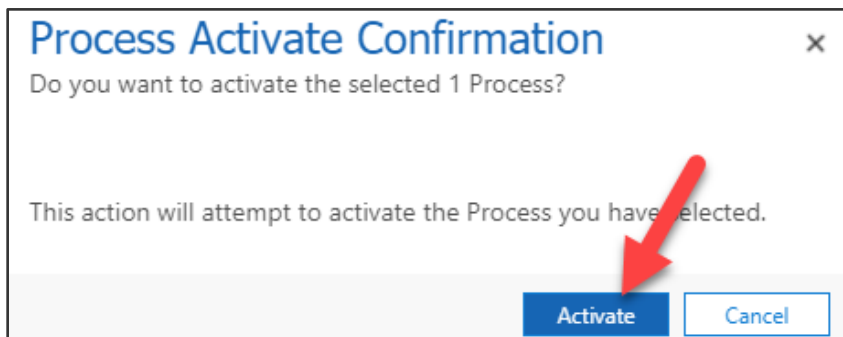 Process Activate Confirmation
Do you want to activate the selected 1 Process?
This action will attempt to activate the Process you have selected.
Activate
Cancel